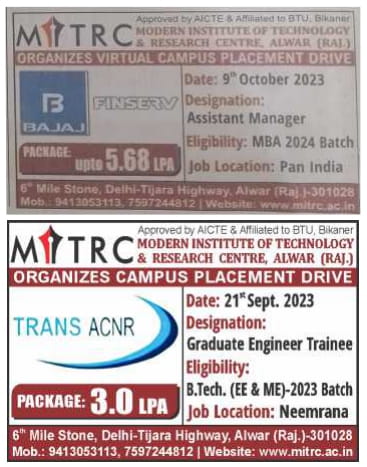 Approved by AICTE & Affiliated to BTU, Bikaner
MITRC MODERN INSTITUTE OF TECHNOLOGY
& RESEARCH CENTRE, ALWAR (RAJ.)
ORGANIZES VIRTUAL CAMPUS PLACEMENT DRIVE
B
BAJAJ FINSERV
PACKAGE:
upto 5.68 LPA
Date: 9th October 2023
Designation:
Assistant Manager
Eligibility: MBA 2024 Batch
Job Location: Pan India
6th Mile Stone, Delhi-Tijara Highway, Alwar (Raj.)-301028
Mob.: 9413053113, 7597244812 | Website: www.mitrc.ac.in
Approved by AICTE & Affiliated to BTU, Bikaner
MITRC MODERN INSTITUTE OF TECHNOLOGY
& RESEARCH CENTRE, ALWAR (RAJ.)
ORGANIZES CAMPUS PLACEMENT DRIVE
TRANS ACNR
PACKAGE: 3.0 LPA
Date: 21st Sept. 2023
Designation:
Graduate Engineer Trainee
Eligibility:
B.Tech. (EE & ME)-2023 Batch
Job Location: Neemrana
6th Mile Stone, Delhi-Tijara Highway, Alwar (Raj.)-301028
Mob.: 9413053113, 7597244812 | Website: www.mitrc.ac.in